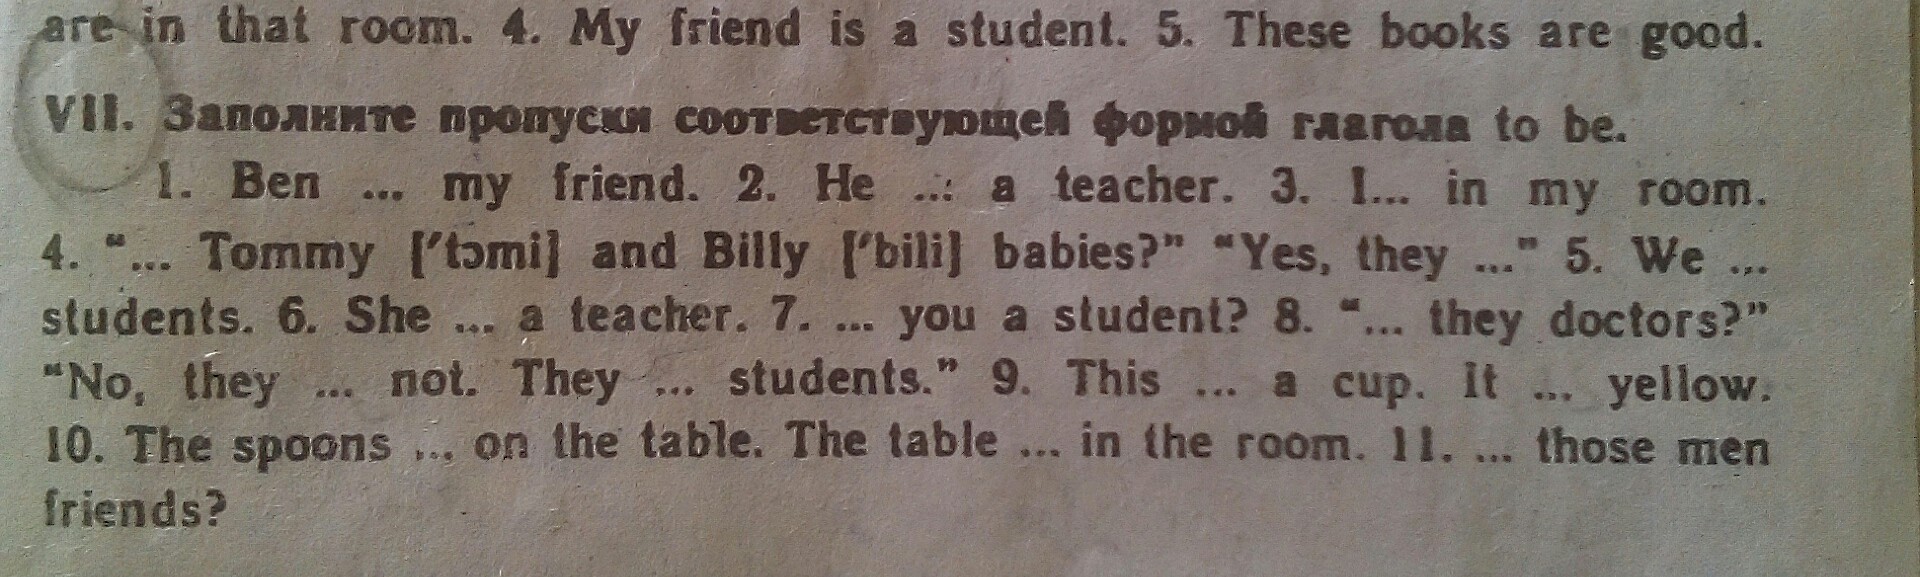 are in that room. 4. My friend is a student. 5. These books are good.
VII. Заполните пропуски соответствующей формой глагола to be.
1. Ben ... my friend. 2. He ... a teacher. 3. I... in my room.
4. “... Tommy [′tɔmi] and Billy [′bili] babies?” “Yes, they ...” 5. We ...
students. 6. She ... a teacher. 7. ... you a student? 8. “... they doctors?”
“No, they ... not. They ... students.” 9. This ... a cup. It ... yellow.
10. The spoons ... on the table. The table ... in the room. 11. ... those men
friends?